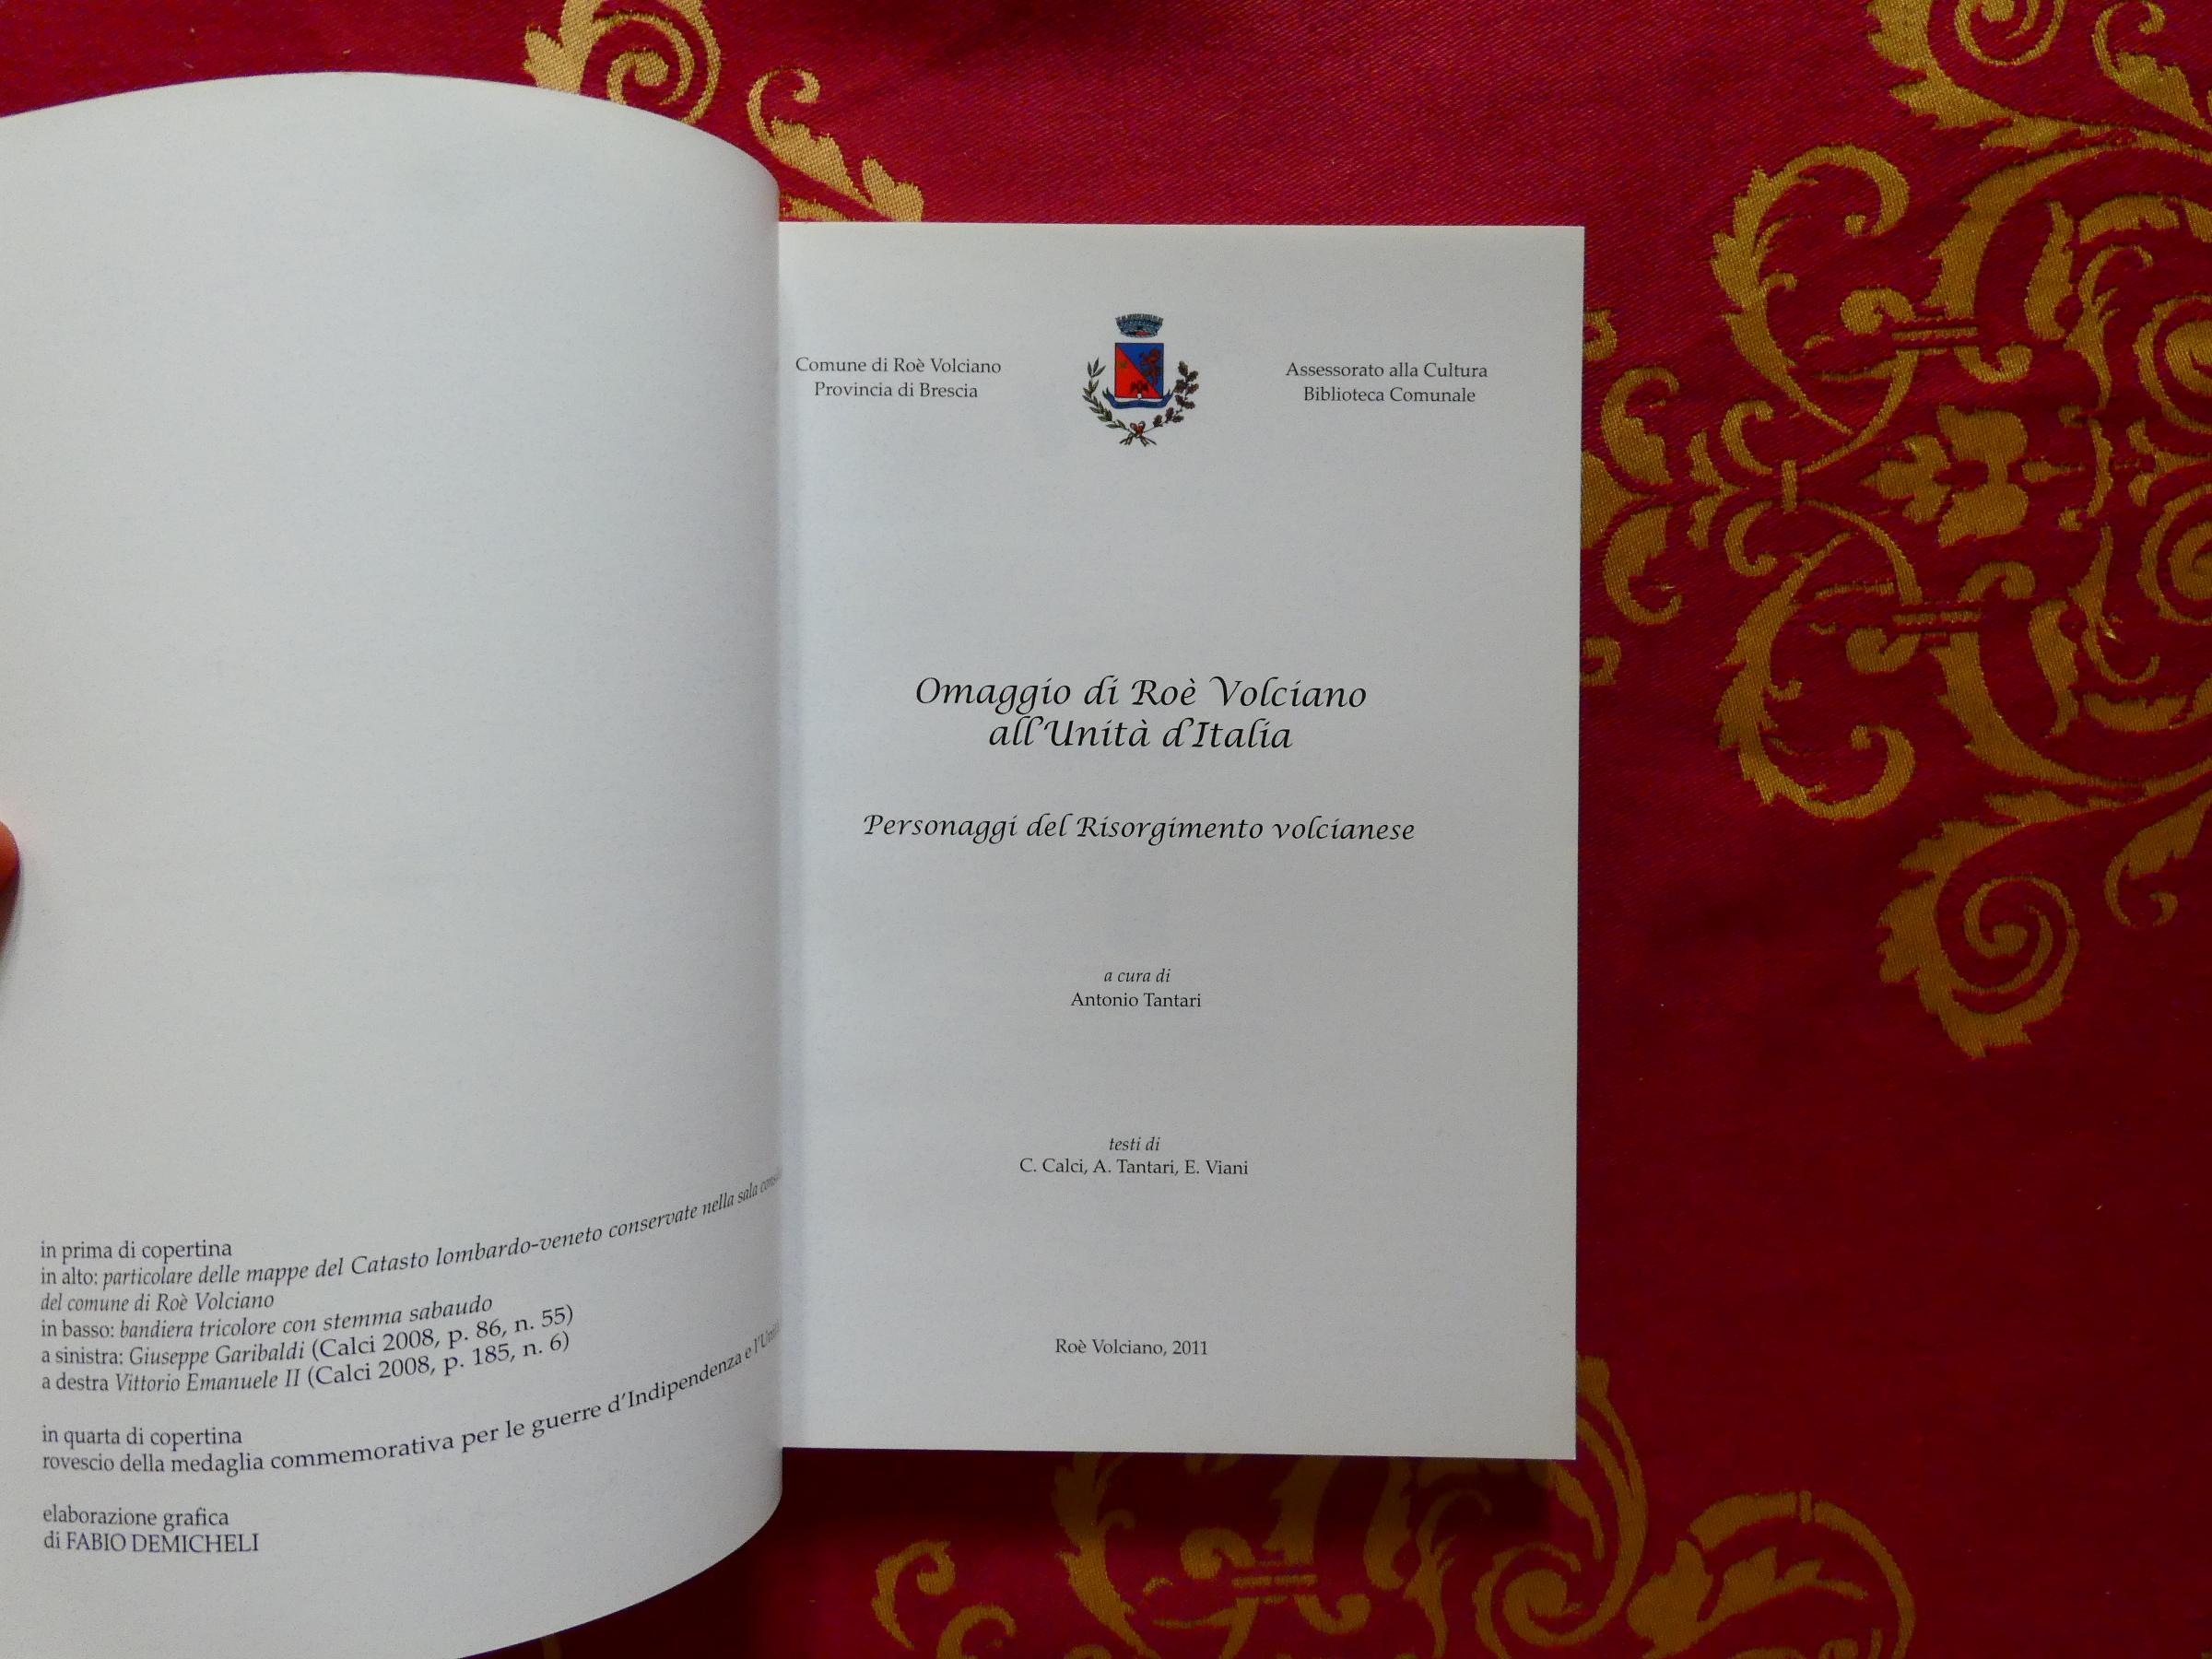 in prima di copertina
in alto: particolare delle mappe del Catasto lombardo-veneto conservate nella sala
del comune di Roè Volciano
in basso: bandiera tricolore con stemma sabaudo
a sinistra: Giuseppe Garibaldi (Calci 2008, p. 86, n. 55)
a destra Vittorio Emanuele II (Calci 2008, p. 185, n. 6)
in quarta di copertina
rovescio della medaglia commemorativa per le guerre d'Indipendenza e
elaborazione grafica
di FABIO DEMICHELI
Comune di Roè Volciano
Provincia di Brescia
Assessorato alla Cultura
Biblioteca Comunale
Omaggio di Roè Volciano
all'Unità d'Italia
Personaggi del Risorgimento volcianese
a cura di
Antonio Tantari
testi di
C. Calci, A. Tantari, E. Viani
Roè Volciano, 2011